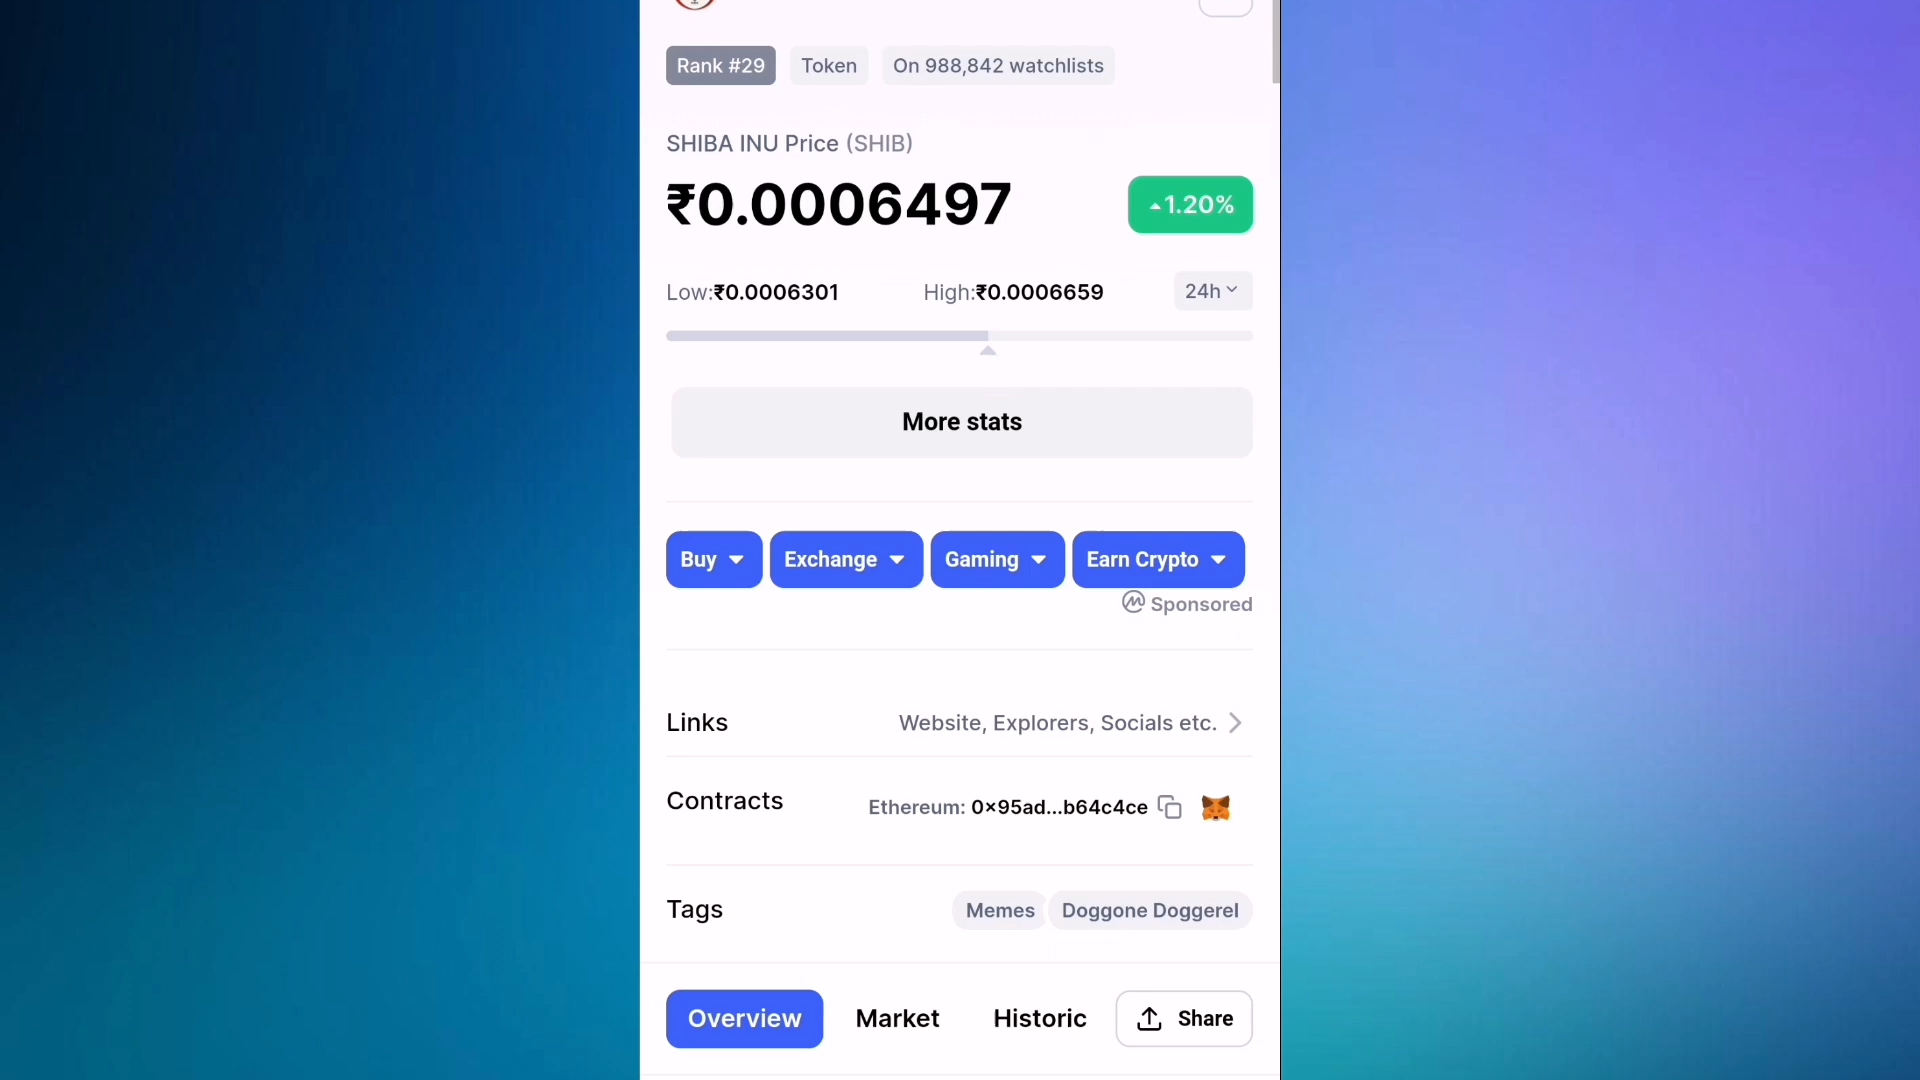 Rank #29 Token On 988,842 watchlists
SHIBA INU Price (SHIB)
₹0.0006497 1.20%
Low:₹0.0006301 High:₹0.0006659 24h
More stats
Buy Exchange Gaming Earn Crypto
Sponsored
Links Website, Explorers, Socials etc.
Contracts Ethereum: 0x95ad...b64c4ce
Tags Memes Doggone Doggerel
Overview Market Historic Share